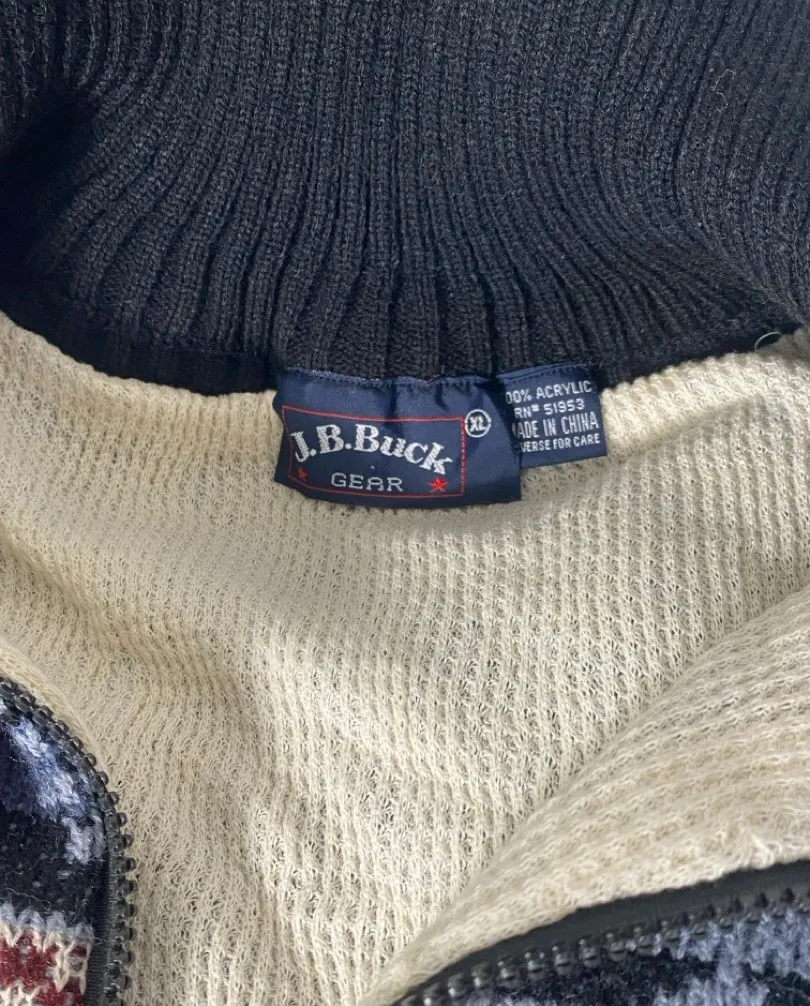 J.B.Buck
GEAR
XL
00% ACRYLIC
RN# 51953
ADE IN CHINA
VERSE FOR CARE